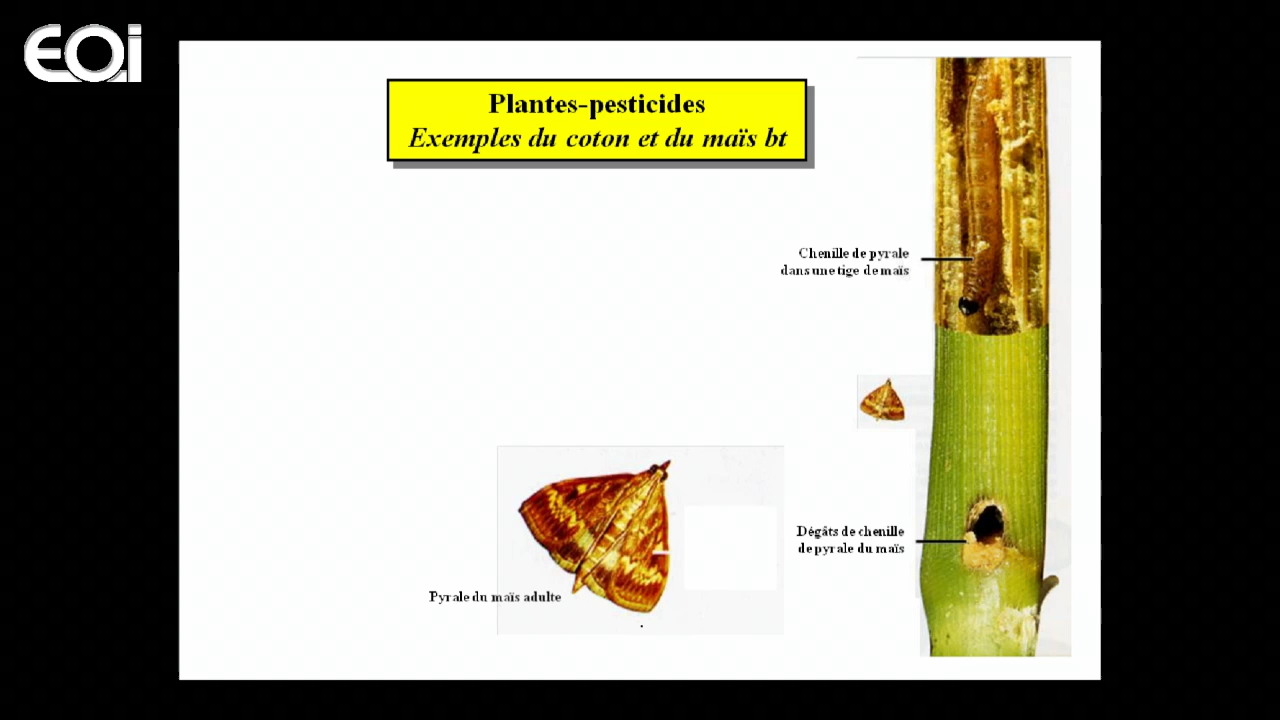 EOi
Plantes-pesticides
Exemples du coton et du maïs bt
Chenille de pyrale
dans une tige de maïs
Dégâts de chenille
de pyrale du maïs
Pyrale du maïs adulte